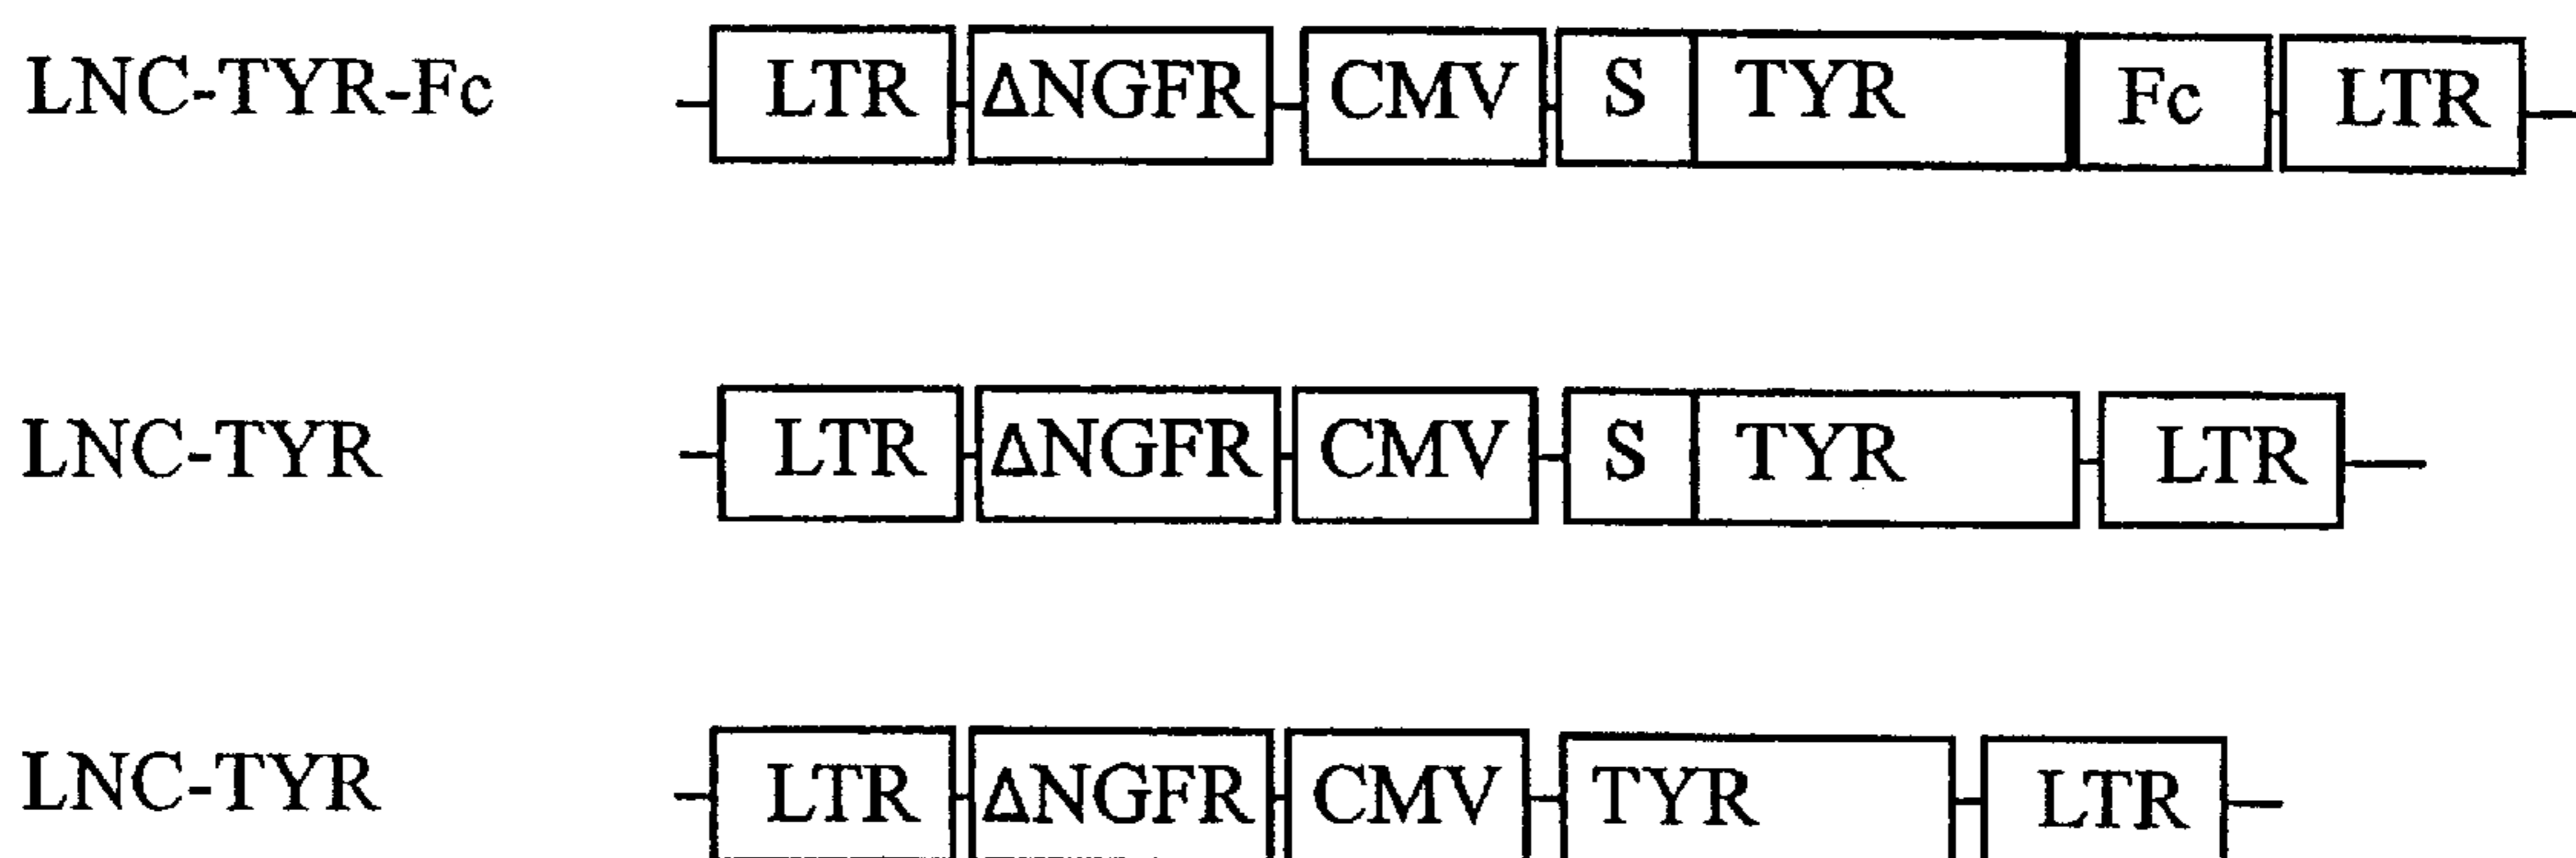 LNC-TYR-Fc LTR ΔNGFR CMV S TYR Fc LTR
LNC-TYR LTR ΔNGFR CMV S TYR LTR
LNC-TYR LTR ΔNGFR CMV TYR LTR